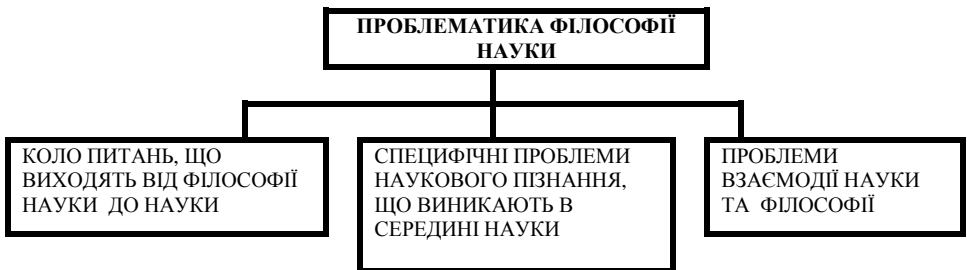 ПРОБЛЕМАТИКА ФІЛОСОФІЇ
НАУКИ
КОЛО ПИТАНЬ, ЩО
ВИХОДЯТЬ ВІД ФІЛОСОФІЇ
НАУКИ ДО НАУКИ
СПЕЦИФІЧНІ ПРОБЛЕМИ
НАУКОВОГО ПІЗНАННЯ,
ЩО ВИНИКАЮТЬ В
СЕРЕДИНІ НАУКИ
ПРОБЛЕМИ
ВЗАЄМОДІЇ НАУКИ
ТА ФІЛОСОФІЇ